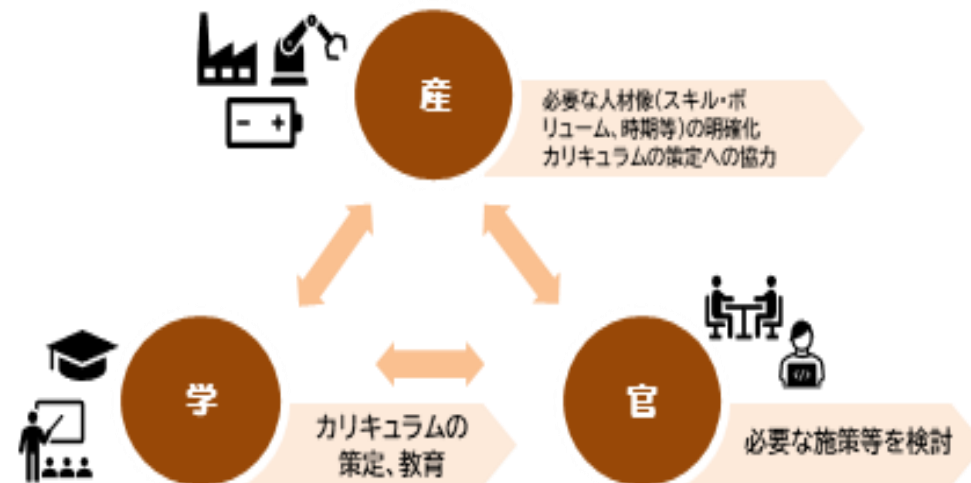 産
必要な人材像(スキル・ボ
リューム、時期等)の明確化
カリキュラムの策定への協力
学
カリキュラムの
策定、教育
官
必要な施策等を検討